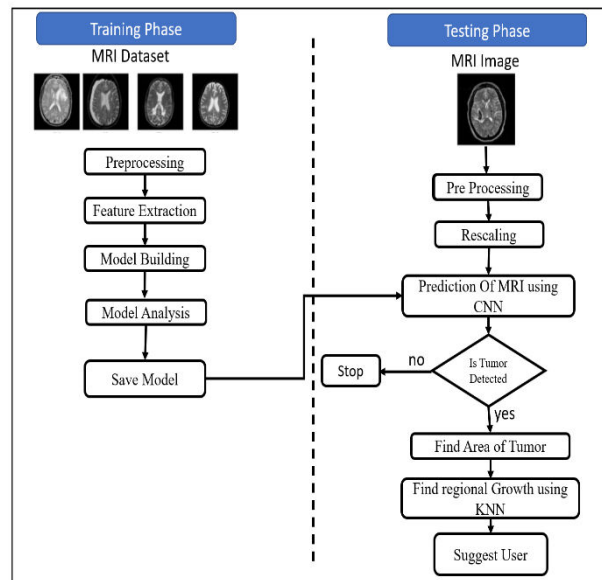 Training Phase
MRI Dataset
Preprocessing
Feature Extraction
Model Building
Model Analysis
Save Model
Testing Phase
MRI Image
Pre Processing
Rescaling
Prediction Of MRI using
CNN
Is Tumor
Detected
no
Stop
yes
Find Area of Tumor
Find regional Growth using
KNN
Suggest User